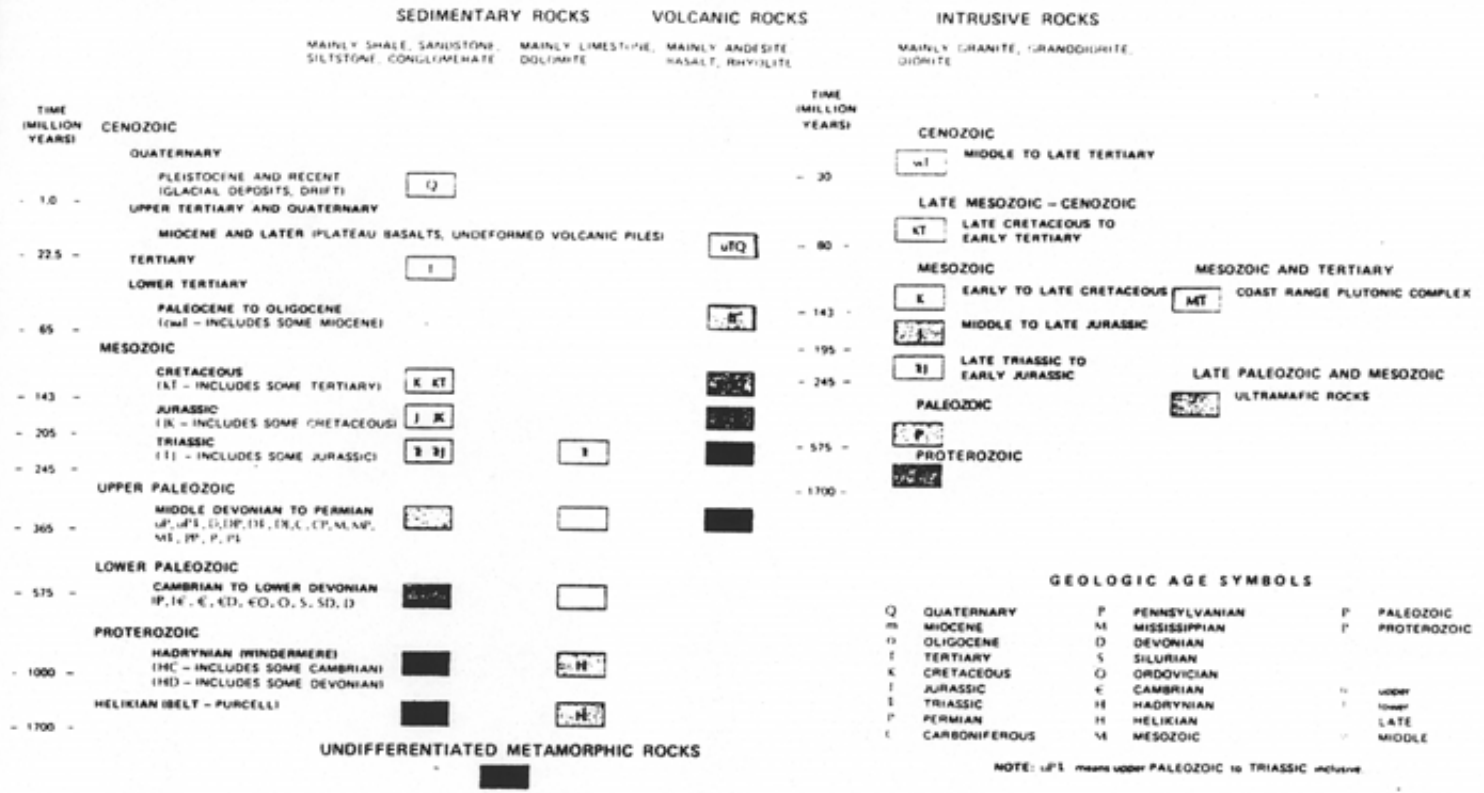 SEDIMENTARY ROCKS VOLCANIC ROCKS INTRUSIVE ROCKS
MAINLY SHALE, SANDSTONE, SILTSTONE, CONGLOMERATE
MAINLY LIMESTONE, DOLOMITE
MAINLY ANDESITE BASALT, RHYOLITE
MAINLY GRANITE, GRANODIORITE, DIORITE
TIME
(MILLION
YEARS)
CENOZOIC
QUATERNARY
PLEISTOCENE AND RECENT
(GLACIAL DEPOSITS, DRIFT) Q
- 1.0 -
UPPER TERTIARY AND QUATERNARY
MIOCENE AND LATER (PLATEAU BASALTS, UNDEFORMED VOLCANIC PILES) uTQ
- 22.5 -
TERTIARY
LOWER TERTIARY
PALEOCENE TO OLIGOCENE
INCLUDES SOME MIOCENE)
- 65 -
MESOZOIC
CRETACEOUS
(KT - INCLUDES SOME TERTIARY) K KT
- 143 -
JURASSIC
(JK - INCLUDES SOME CRETACEOUS) J JK
- 205 -
TRIASSIC
INCLUDES SOME JURASSIC)
- 245 -
UPPER PALEOZOIC
MIDDLE DEVONIAN TO PERMIAN
- 365 -
LOWER PALEOZOIC
- 575 -
CAMBRIAN TO LOWER DEVONIAN
PROTEROZOIC
HADRYNIAN (WINDERMERE)
(HC - INCLUDES SOME CAMBRIAN) H
- 1000 -
(HD - INCLUDES SOME DEVONIAN)
HELIKIAN (BELT - PURCELL) H
- 1700 -
UNDIFFERENTIATED METAMORPHIC ROCKS
TIME
(MILLION
YEARS)
CENOZOIC
MIDDLE TO LATE TERTIARY
- 30 -
LATE MESOZOIC - CENOZOIC
KT LATE CRETACEOUS TO
EARLY TERTIARY
- 80 -
MESOZOIC
K EARLY TO LATE CRETACEOUS
- 143 -
J MIDDLE TO LATE JURASSIC
- 195 -
LATE TRIASSIC TO
EARLY JURASSIC
- 245 -
PALEOZOIC
P
- 575 -
PROTEROZOIC
- 1700 -
MESOZOIC AND TERTIARY
MT COAST RANGE PLUTONIC COMPLEX
LATE PALEOZOIC AND MESOZOIC
ULTRAMAFIC ROCKS
GEOLOGIC AGE SYMBOLS
Q QUATERNARY
m MIOCENE
OLIGOCENE
TERTIARY
K CRETACEOUS
JURASSIC
TRIASSIC
P PERMIAN
CARBONIFEROUS
P PENNSYLVANIAN
M MISSISSIPPIAN
D DEVONIAN
S SILURIAN
O ORDOVICIAN
Є CAMBRIAN
H HADRYNIAN
H HELIKIAN
M MESOZOIC
P PALEOZOIC
P PROTEROZOIC
upper
lower
LATE
MIDDLE
NOTE: means upper PALEOZOIC to TRIASSIC inclusive